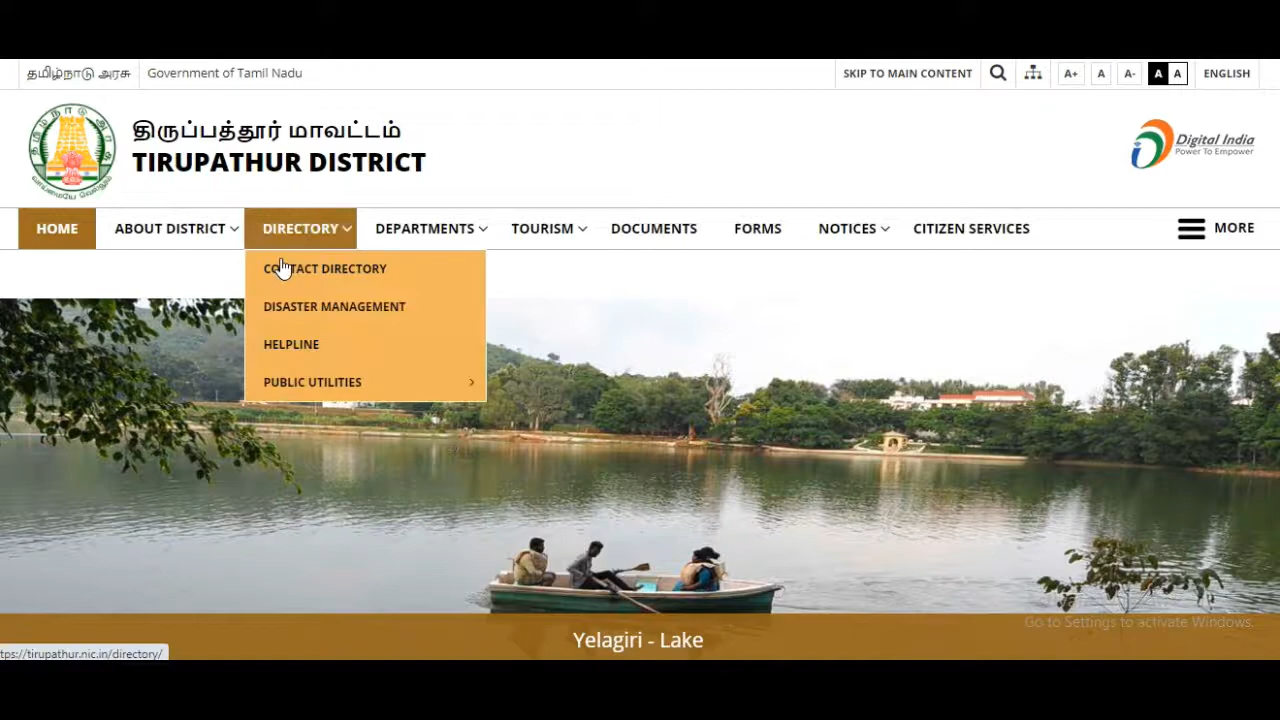 தமிழ்நாடு அரசு Government of Tamil Nadu SKIP TO MAIN CONTENT A+ A A- A A ENGLISH
திருப்பத்தூர் மாவட்டம்
TIRUPATHUR DISTRICT
Digital India
Power To Empower
HOME ABOUT DISTRICT DIRECTORY DEPARTMENTS TOURISM DOCUMENTS FORMS NOTICES CITIZEN SERVICES MORE
CONTACT DIRECTORY
DISASTER MANAGEMENT
HELPLINE
PUBLIC UTILITIES
Go to Settings to activate Windows.
Yelagiri - Lake
tps://tirupathur.nic.in/directory/